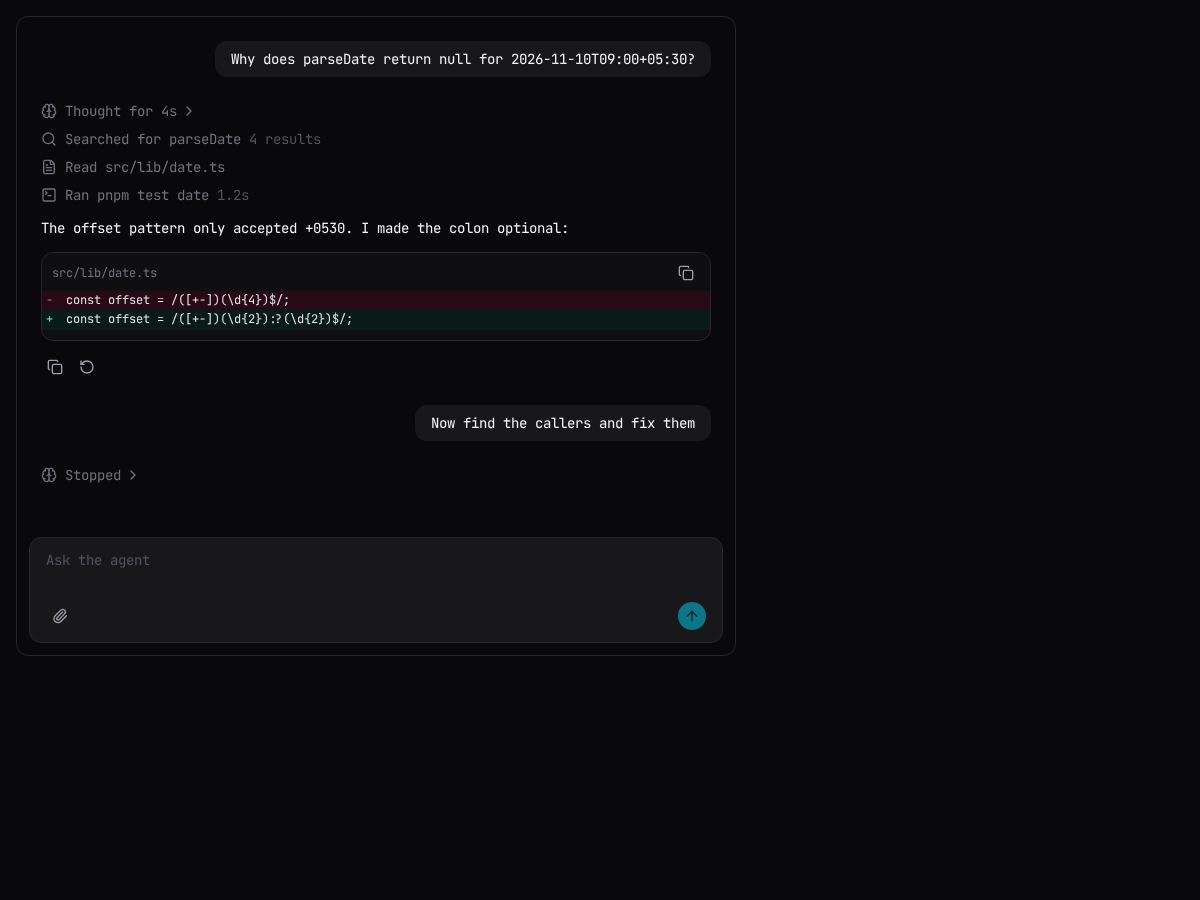 Why does parseDate return null for 2026-11-10T09:00+05:30?
Thought for 4s
Searched for parseDate 4 results
Read src/lib/date.ts
Ran pnpm test date 1.2s
The offset pattern only accepted +0530. I made the colon optional:
src/lib/date.ts
- const offset = /([+-])(\d{4})$/;
+ const offset = /([+-])(\d{2}):?(\d{2})$/;
Now find the callers and fix them
Stopped
Ask the agent